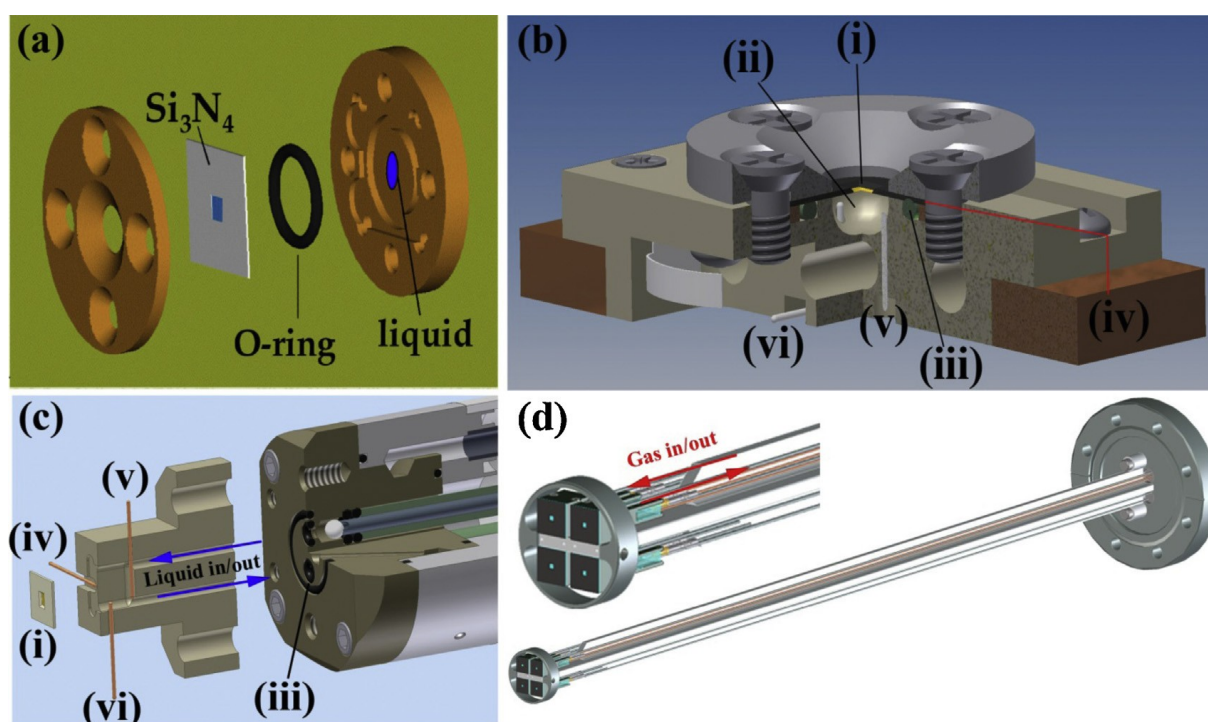 (a)
Si3N4
O-ring
liquid
(b)
(i)
(ii)
(iv)
(v)
(vi)
(iii)
(c)
(v)
(iv)
Liquid in/out
(i)
(vi)
(iii)
(d)
Gas in/out